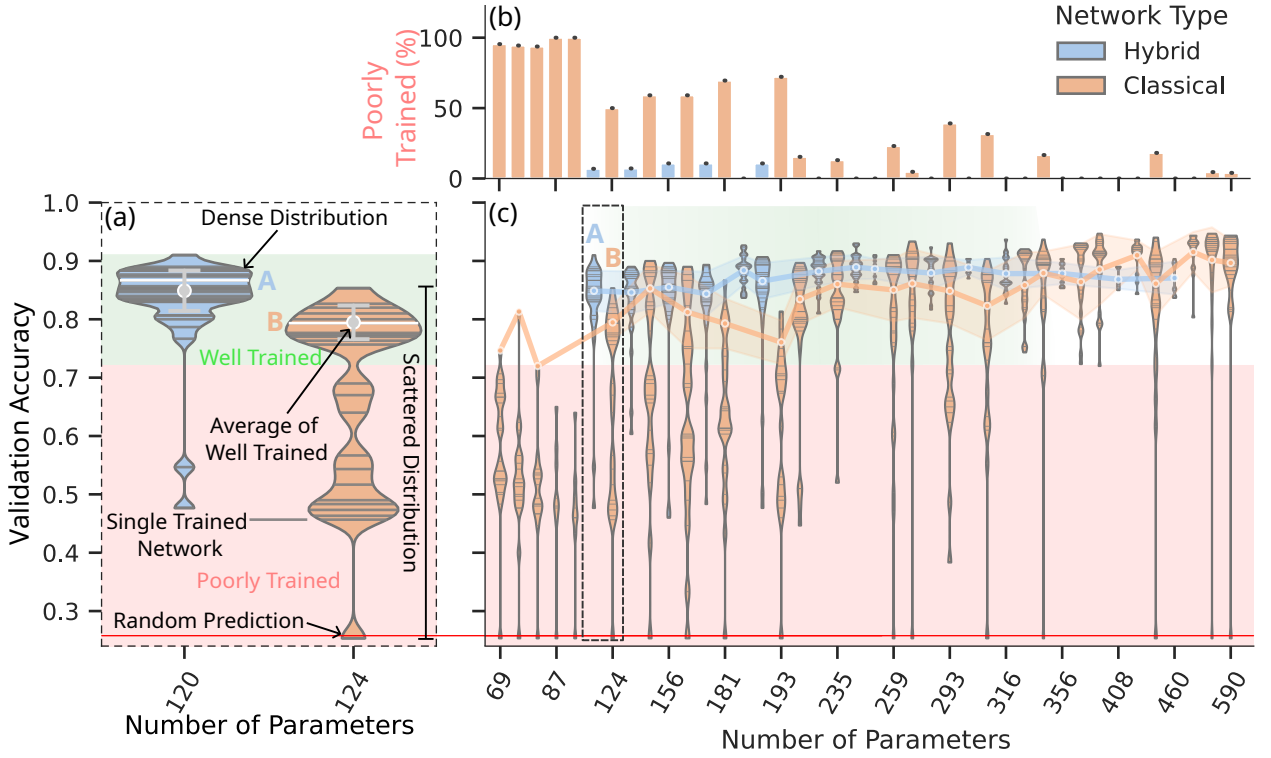 (b)
Network Type
Hybrid
Classical
Poorly
Trained (%)
100
50
0
(a)
Dense Distribution
A
B
Well Trained
Average of
Well Trained
Scattered Distribution
Single Trained
Network
Poorly Trained
Random Prediction
Validation Accuracy
1.0
0.9
0.8
0.7
0.6
0.5
0.4
0.3
120
124
Number of Parameters
(c)
A
B
69
87
124
156
181
193
235
259
293
316
356
408
460
590
Number of Parameters